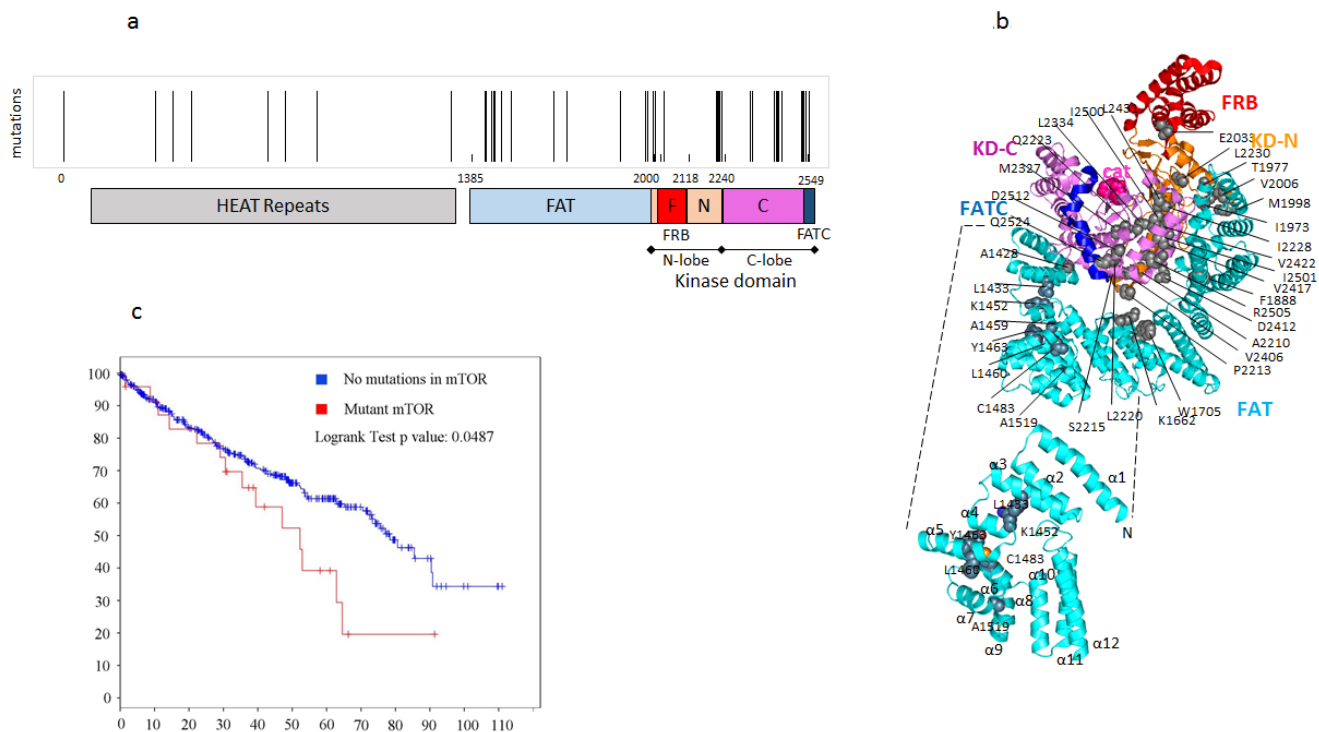 a
mutations
0
1385
2000
2118
2240
2549
HEAT Repeats
FAT
F
N
C
FRB
FATC
N-lobe
C-lobe
Kinase domain
b
FRB
KD-N
KD-C
cat
FATC
FAT
I2500
L2334
Q2223
M2327
D2512
Q2524
A1428
L1433
K1452
A1459
Y1463
L1460
C1483
A1519
S2215
L2220
K1662
W1705
E2033
L2230
T1977
V2006
M1998
I1973
I2228
V2422
I2501
V2417
F1888
R2505
D2412
A2210
V2406
P2213
α1
α2
α3
α4
α5
α6
α7
α8
α9
α10
α11
α12
N
L1433
K1452
Y1463
C1483
L1460
A1519
c
No mutations in mTOR
Mutant mTOR
Logrank Test p value: 0.0487
100
90
80
70
60
50
40
30
20
10
0
0 10 20 30 40 50 60 70 80 90 100 110